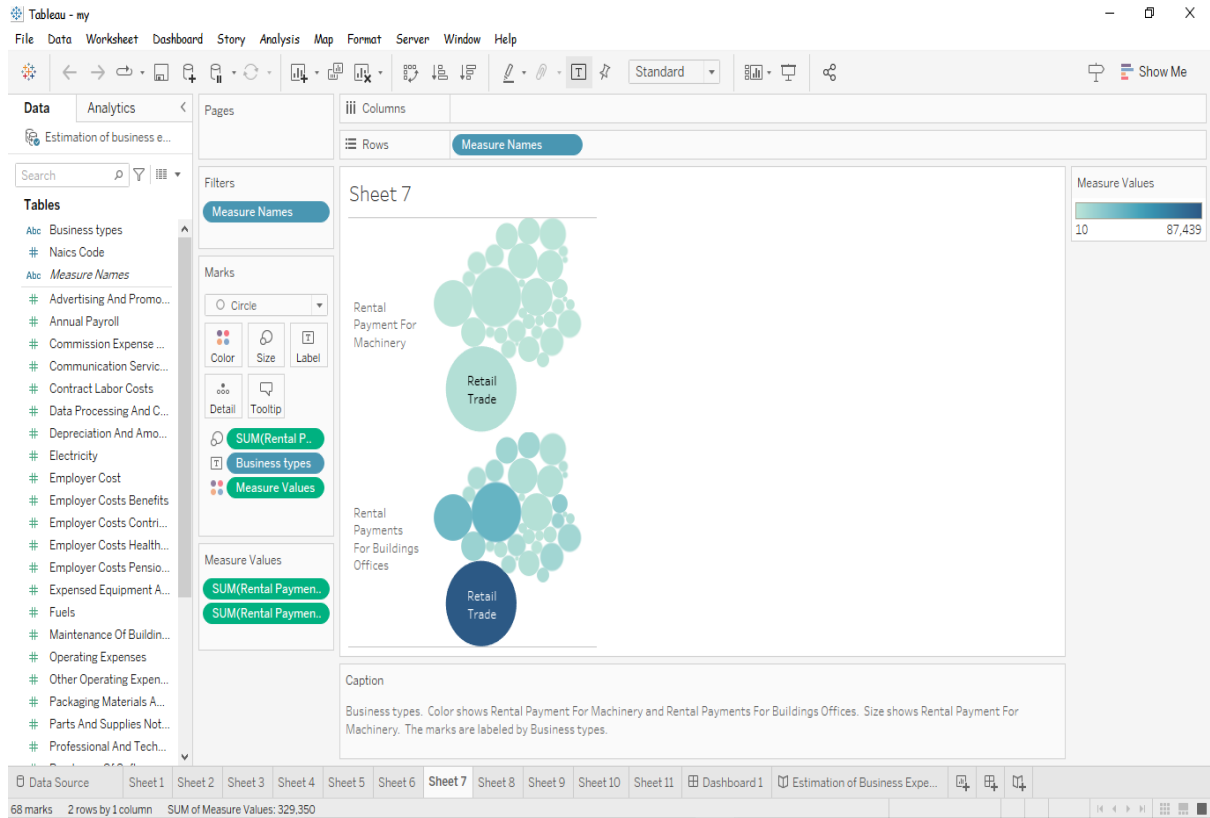 Tableau - my
File Data Worksheet Dashboard Story Analysis Map Format Server Window Help
Standard
Show Me
Data Analytics
Estimation of business e...
Search
Tables
Abc Business types
# Naics Code
Abc Measure Names
# Advertising And Promo...
# Annual Payroll
# Commission Expense ...
# Communication Servic...
# Contract Labor Costs
# Data Processing And C...
# Depreciation And Amo...
# Electricity
# Employer Cost
# Employer Costs Benefits
# Employer Costs Contri...
# Employer Costs Health...
# Employer Costs Pensio...
# Expensed Equipment A...
# Fuels
# Maintenance Of Buildin...
# Operating Expenses
# Other Operating Expen...
# Packaging Materials A...
# Parts And Supplies Not...
# Professional And Tech...
Pages
Filters
Measure Names
Marks
Circle
Color Size Label
Detail Tooltip
SUM(Rental P..
Business types
Measure Values
Measure Values
SUM(Rental Paymen..
SUM(Rental Paymen..
Columns
Rows Measure Names
Sheet 7
Rental
Payment For
Machinery
Retail
Trade
Rental
Payments
For Buildings
Offices
Retail
Trade
Measure Values
10 87,439
Caption
Business types. Color shows Rental Payment For Machinery and Rental Payments For Buildings Offices. Size shows Rental Payment For
Machinery. The marks are labeled by Business types.
Data Source Sheet 1 Sheet 2 Sheet 3 Sheet 4 Sheet 5 Sheet 6 Sheet 7 Sheet 8 Sheet 9 Sheet 10 Sheet 11 Dashboard 1 Estimation of Business Expe...
68 marks 2 rows by 1 column SUM of Measure Values: 329,350